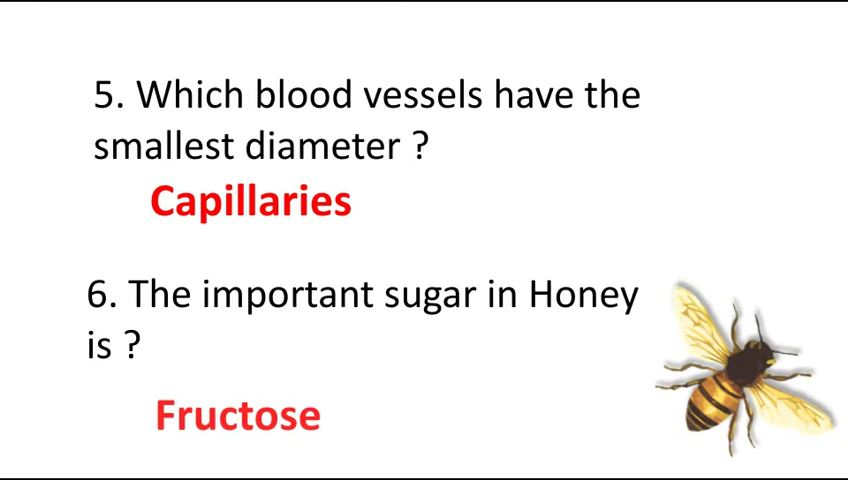 5. Which blood vessels have the
smallest diameter ?
Capillaries
6. The important sugar in Honey
is ?
Fructose